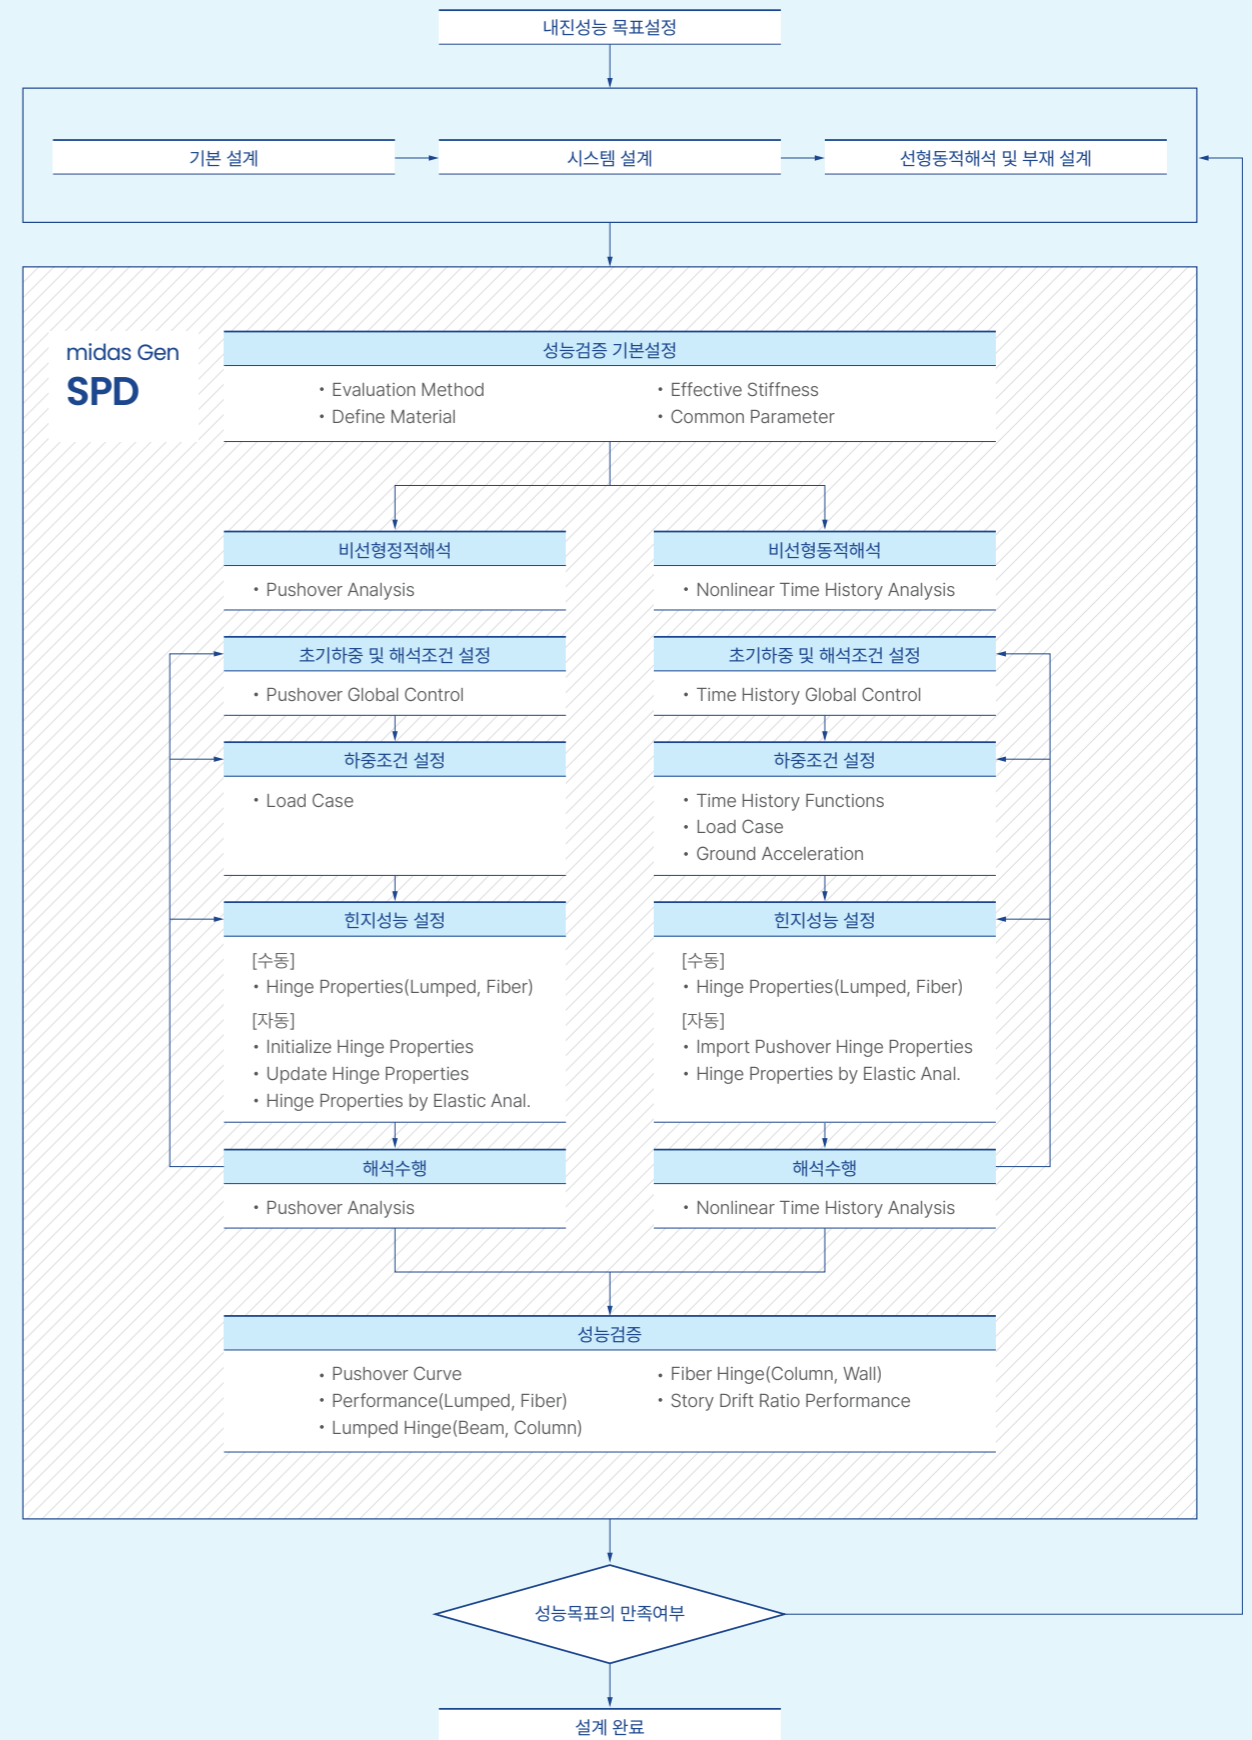 내진성능 목표설정
기본 설계
시스템 설계
선형동적해석 및 부재 설계
midas Gen
SPD
성능검증 기본설정
• Evaluation Method
• Define Material
• Effective Stiffness
• Common Parameter
비선형정적해석
• Pushover Analysis
초기하중 및 해석조건 설정
• Pushover Global Control
하중조건 설정
• Load Case
힌지성능 설정
[수동]
• Hinge Properties(Lumped, Fiber)
[자동]
• Initialize Hinge Properties
• Update Hinge Properties
• Hinge Properties by Elastic Anal.
해석수행
• Pushover Analysis
비선형동적해석
• Nonlinear Time History Analysis
초기하중 및 해석조건 설정
• Time History Global Control
하중조건 설정
• Time History Functions
• Load Case
• Ground Acceleration
힌지성능 설정
[수동]
• Hinge Properties(Lumped, Fiber)
[자동]
• Import Pushover Hinge Properties
• Hinge Properties by Elastic Anal.
해석수행
• Nonlinear Time History Analysis
성능검증
• Pushover Curve
• Performance(Lumped, Fiber)
• Lumped Hinge(Beam, Column)
• Fiber Hinge(Column, Wall)
• Story Drift Ratio Performance
성능목표의 만족여부
설계 완료